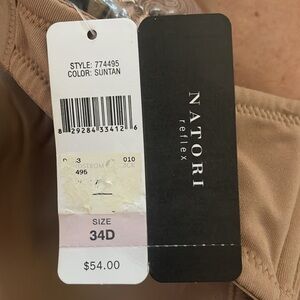 STYLE: 774495
COLOR: SUNTAN
8 29284 33412 6
010
495
SIZE
34D
$54.00
NATORI
reflex